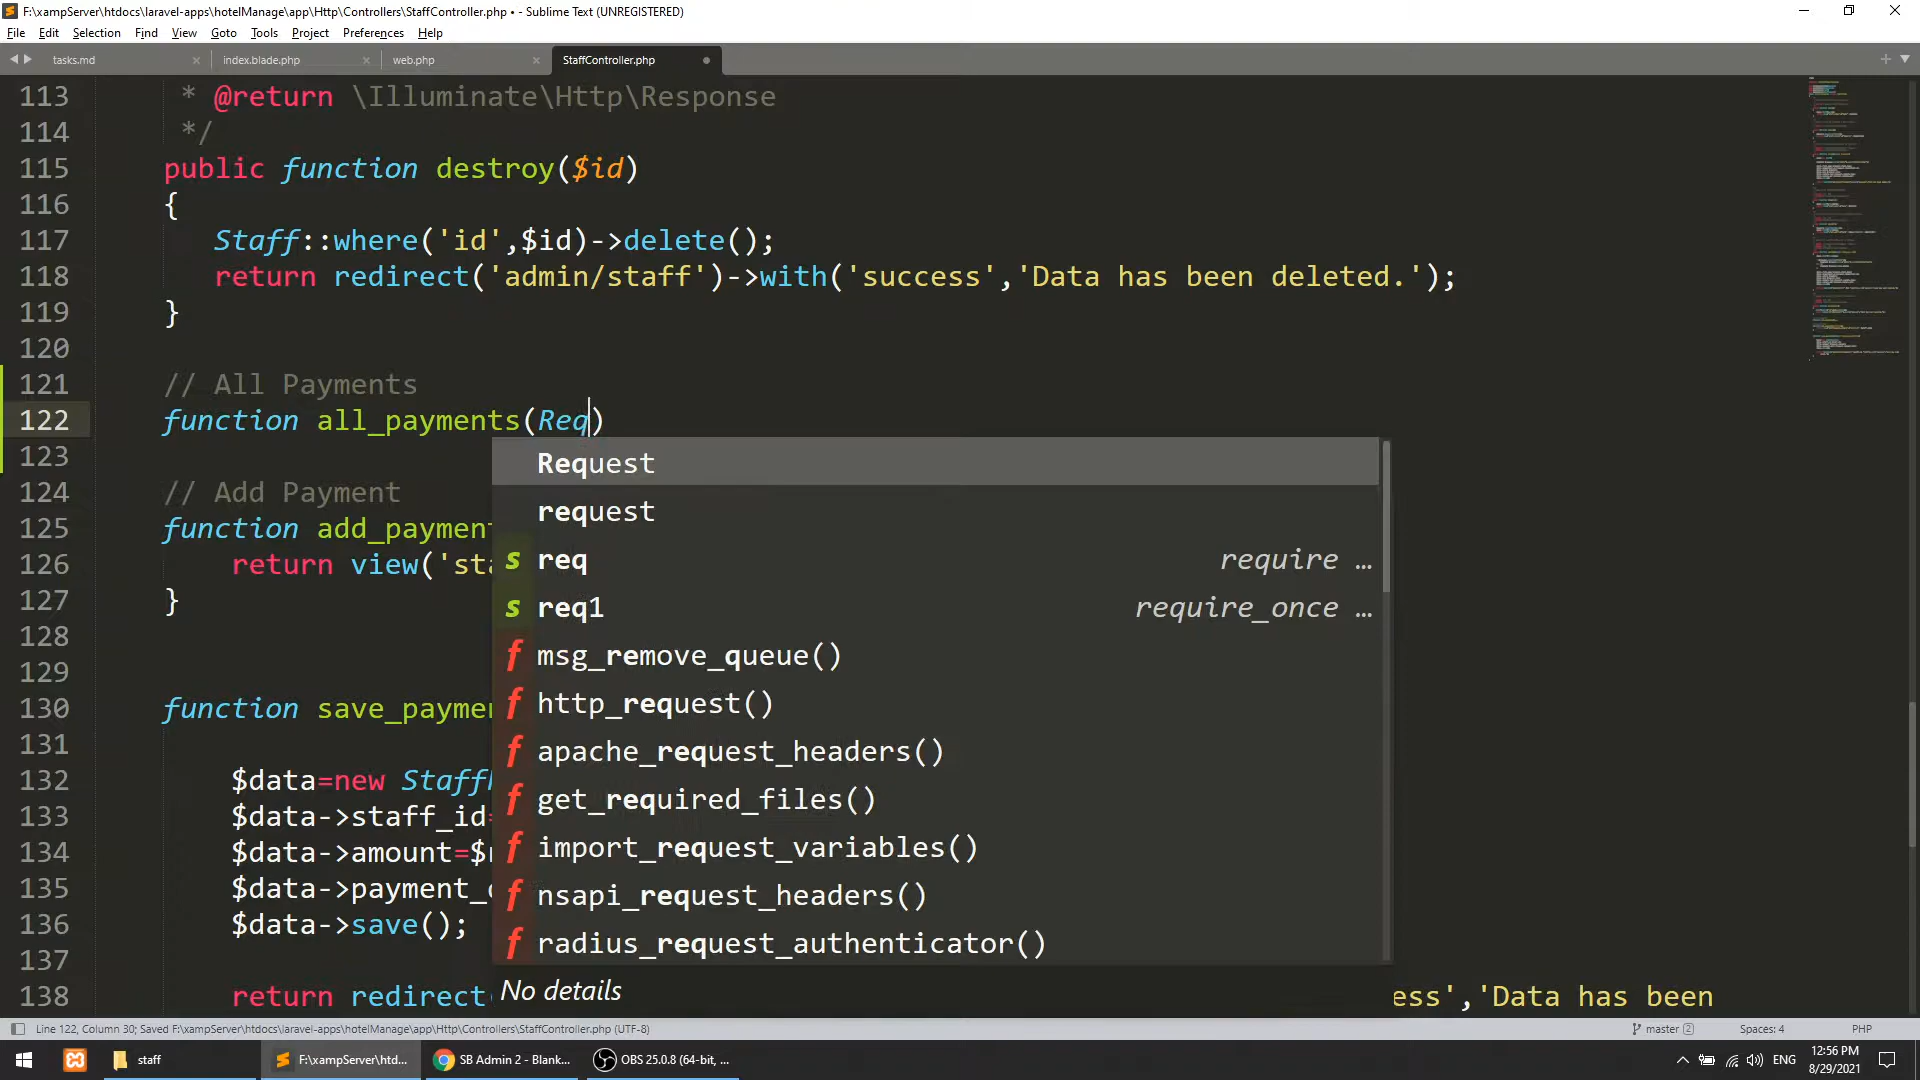 F:\xampServer\htdocs\laravel-apps\hotelManage\app\Http\Controllers\StaffController.php • - Sublime Text (UNREGISTERED)
File Edit Selection Find View Goto Tools Project Preferences Help
tasks.md index.blade.php web.php StaffController.php
113 * @return \Illuminate\Http\Response
114 */
115 public function destroy($id)
116 {
117 Staff::where('id',$id)->delete();
118 return redirect('admin/staff')->with('success','Data has been deleted.');
119 }
120
121 // All Payments
122 function all_payments(Req)
123
124 // Add Payment
125 function add_payment
126 return view('sta
127 }
128
129
130 function save_paymen
131
132 $data=new Staff
133 $data->staff_id=
134 $data->amount=$r
135 $data->payment_d
136 $data->save();
137
138 return redirect ess','Data has been
Request
request
s req require …
s req1 require_once …
f msg_remove_queue()
f http_request()
f apache_request_headers()
f get_required_files()
f import_request_variables()
f nsapi_request_headers()
f radius_request_authenticator()
No details
Line 122, Column 30; Saved F:\xampServer\htdocs\laravel-apps\hotelManage\app\Http\Controllers\StaffController.php (UTF-8) master 2 Spaces: 4 PHP
staff F:\xampServer\htd... SB Admin 2 - Blank... OBS 25.0.8 (64-bit, ... ENG 12:56 PM
8/29/2021